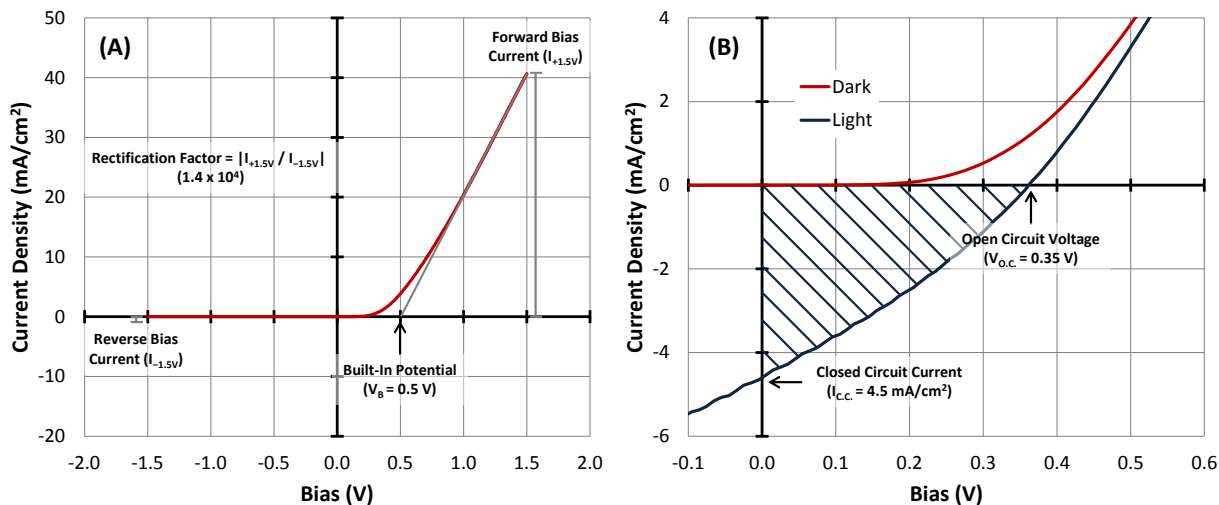 (A)
Forward Bias
Current (I+1.5V)
Rectification Factor = |I+1.5V / I−1.5V|
(1.4 x 10⁴)
Reverse Bias
Current (I−1.5V)
Built-In Potential
(VB = 0.5 V)
50
40
30
20
10
0
-10
-20
Current Density (mA/cm²)
-2.0 -1.5 -1.0 -0.5 0.0 0.5 1.0 1.5 2.0
Bias (V)
(B)
Dark
Light
Open Circuit Voltage
(VO.C. = 0.35 V)
Closed Circuit Current
(IC.C. = 4.5 mA/cm²)
4
2
0
-2
-4
-6
Current Density (mA/cm²)
-0.1 0.0 0.1 0.2 0.3 0.4 0.5 0.6
Bias (V)